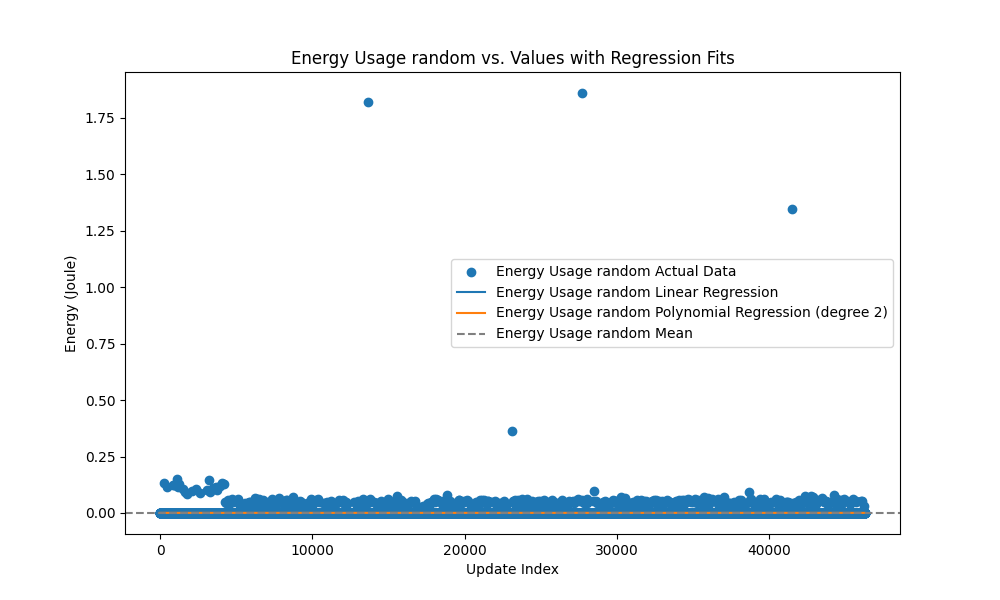 Energy Usage random vs. Values with Regression Fits
Energy (Joule)
1.75
1.50
1.25
1.00
0.75
0.50
0.25
0.00
Energy Usage random Actual Data
Energy Usage random Linear Regression
Energy Usage random Polynomial Regression (degree 2)
Energy Usage random Mean
0 10000 20000 30000 40000
Update Index